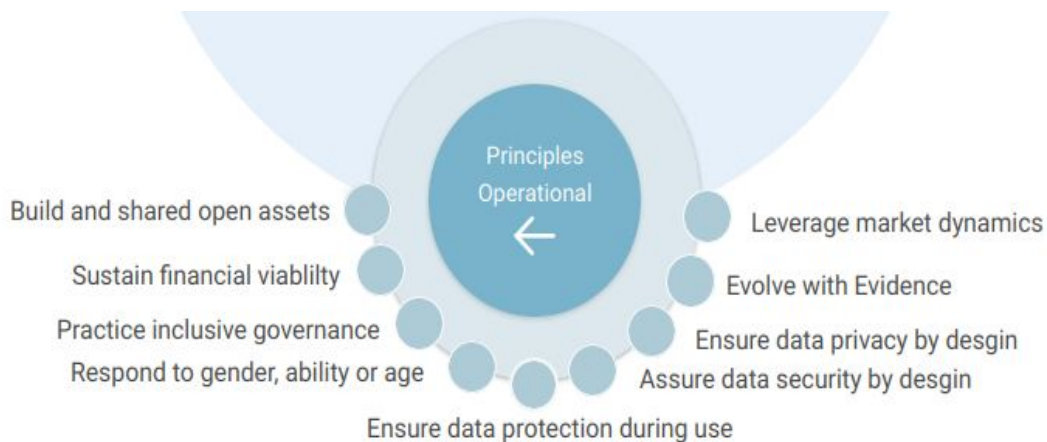 Principles
Operational
Build and shared open assets
Leverage market dynamics
Sustain financial viablilty
Evolve with Evidence
Practice inclusive governance
Ensure data privacy by desgin
Respond to gender, ability or age
Assure data security by desgin
Ensure data protection during use